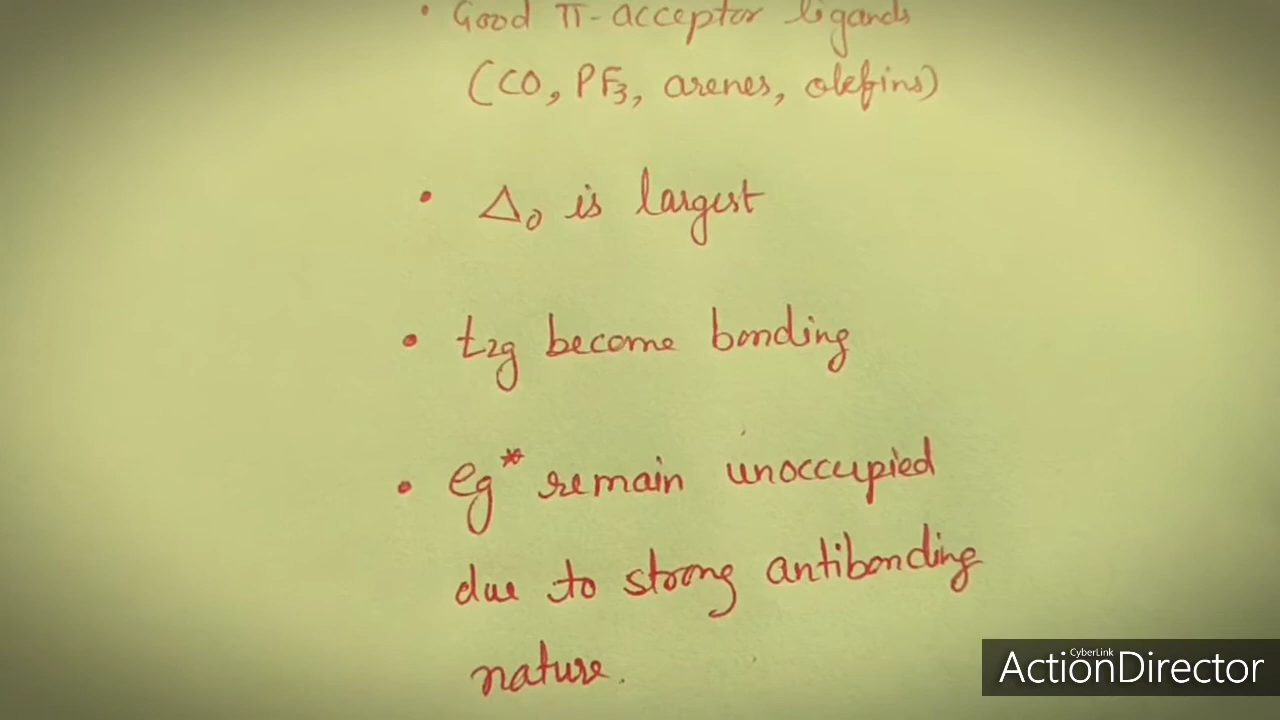 • Good π-acceptor ligands
(CO, PF₃, arenes, olefins)
• Δ₀ is largest
• t₂g become bonding
• eg* remain unoccupied
due to strong antibonding
nature.
CyberLink
ActionDirector